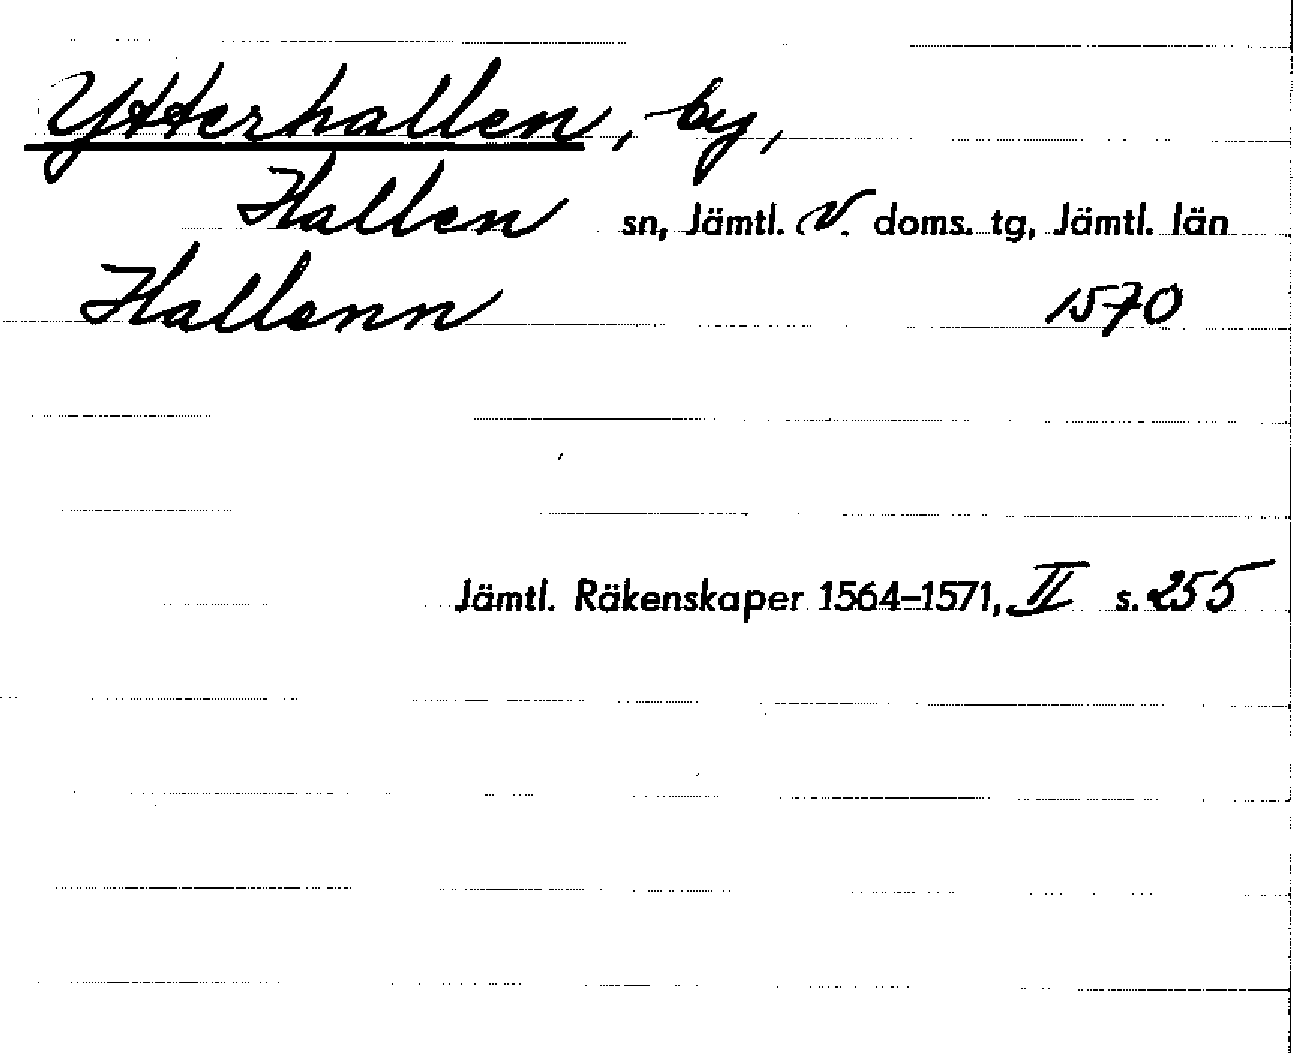 Ytterhallen, by,
Hallen sn, Jämtl. V. doms. tg, Jämtl. län
Hallenn 1570
Jämtl. Räkenskaper 1564-1571, II s. 255